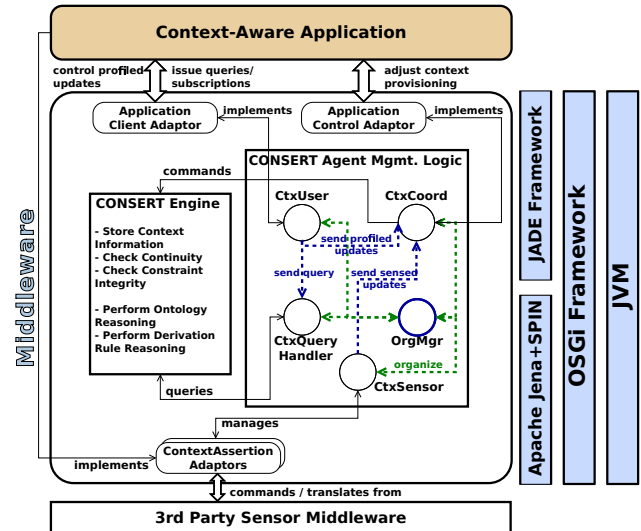 Context-Aware Application
control profiled
updates
issue queries/
subscriptions
adjust context
provisioning
Application
Client Adaptor
implements
Application
Control Adaptor
implements
CONSERT Agent Mgmt. Logic
commands
CONSERT Engine
- Store Context
Information
- Check Continuity
- Check Constraint
Integrity
- Perform Ontology
Reasoning
- Perform Derivation
Rule Reasoning
CtxUser
CtxCoord
send profiled
updates
send query
send sensed
updates
CtxQuery
Handler
OrgMgr
organize
CtxSensor
queries
manages
ContextAssertion
Adaptors
implements
commands / translates from
3rd Party Sensor Middleware
Middleware
JADE Framework
Apache Jena+SPIN
OSGi Framework
JVM